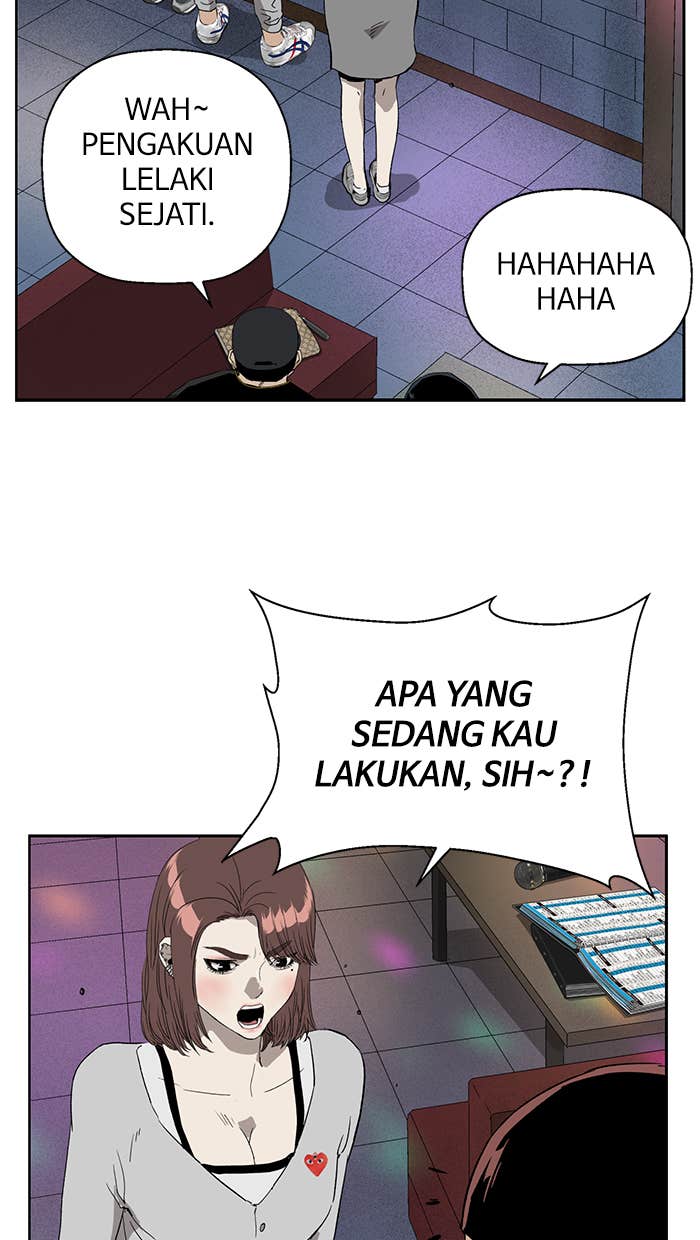 WAH~
PENGAKUAN
LELAKI
SEJATI.
HAHAHAHA
HAHA
APA YANG
SEDANG KAU
LAKUKAN, SIH~?!